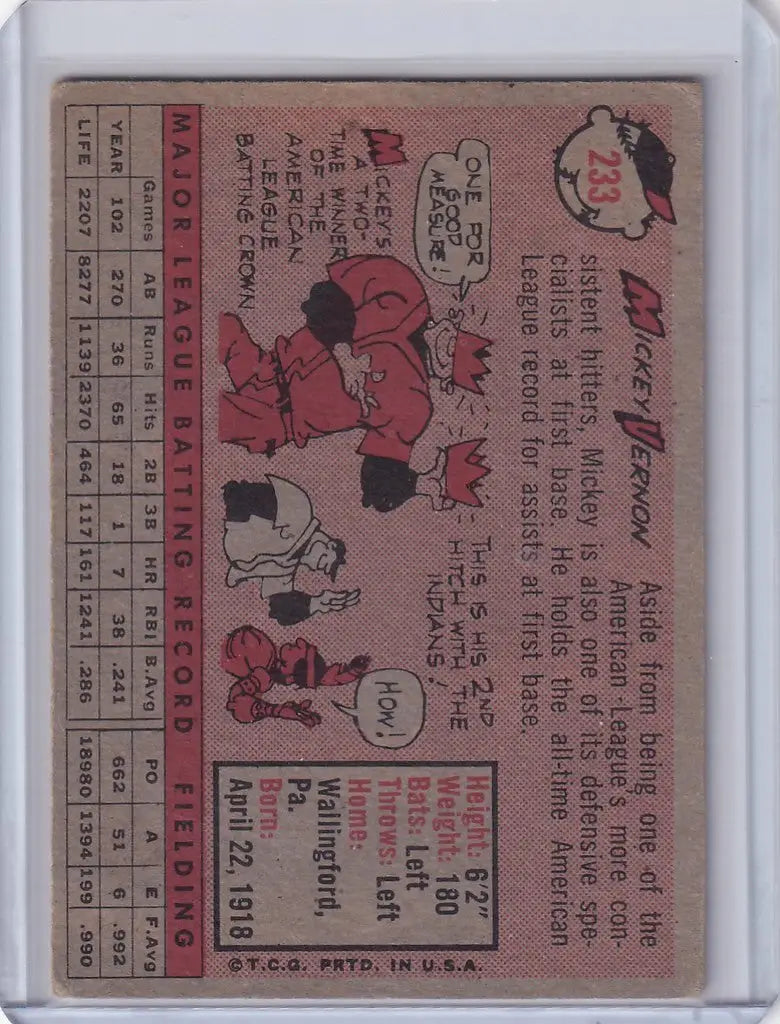 233
MICKEY VERNON
Aside from being one of the
American League's more con-
sistent hitters, Mickey is also one of its defensive spe-
cialists at first base. He holds the all-time American
League record for assists at first base.
ONE FOR
GOOD
MEASURE!
MICKEY'S
A TWO-
TIME WINNER
OF THE
AMERICAN
LEAGUE
BATTING CROWN
THIS IS HIS 2ND
HITCH WITH THE
INDIANS!
HOW!
Height: 6'2"
Weight: 180
Bats: Left
Throws: Left
Home:
Wallingford,
Pa.
Born:
April 22, 1918
©T.C.G. PRTD. IN U.S.A.
MAJOR LEAGUE BATTING RECORD FIELDING
Games AB Runs Hits 2B 3B HR RBI B.Avg PO A E F.Avg
YEAR 102 270 36 65 18 1 7 38 .241 662 51 6 .992
LIFE 2207 8277 1139 2370 464 117 161 1241 .286 18980 1394 199 .990